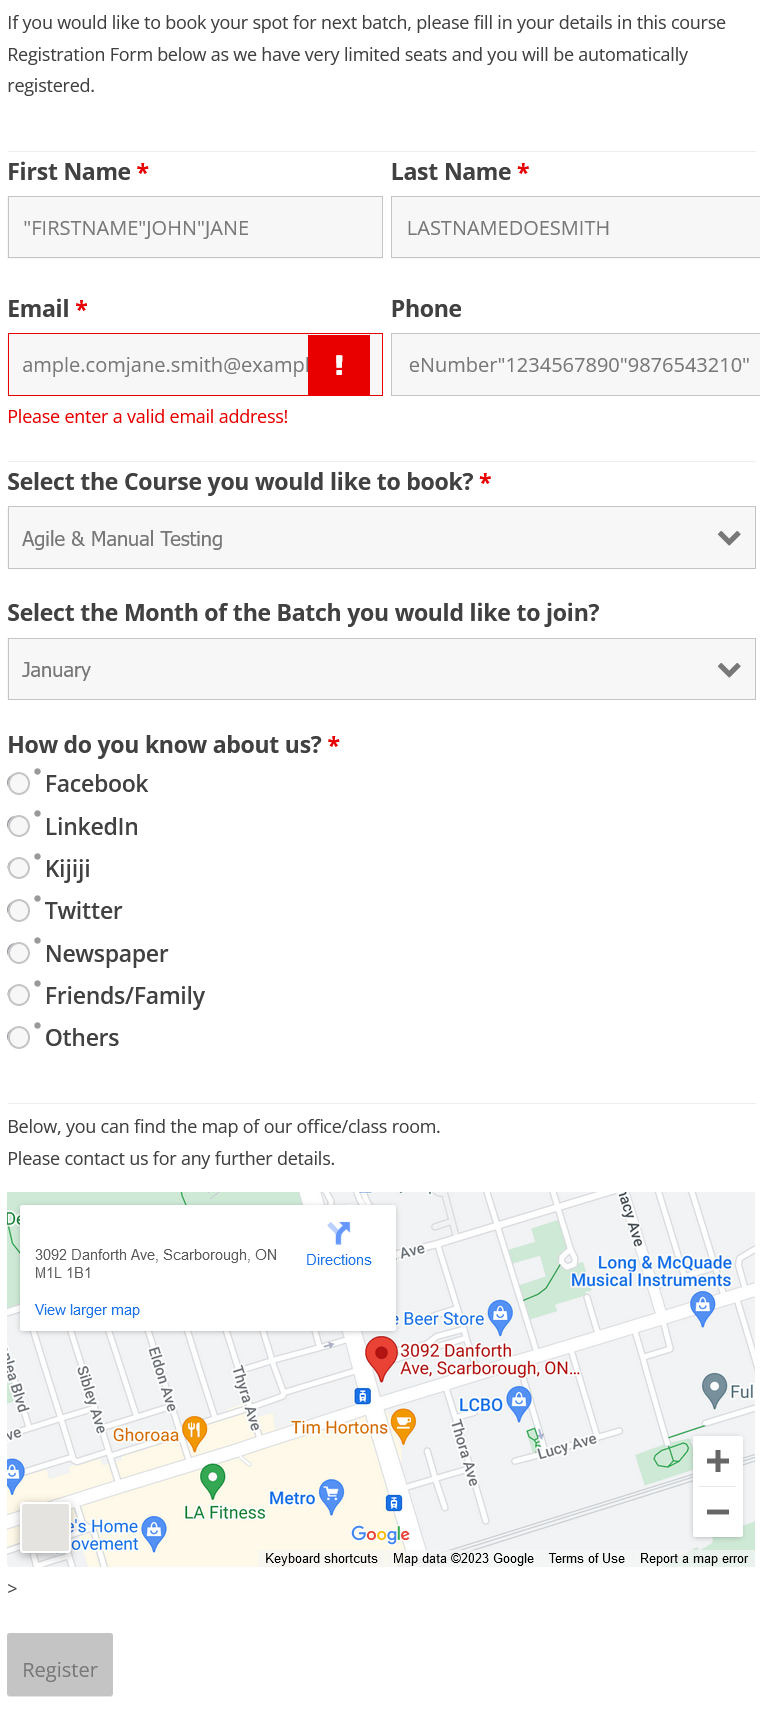 If you would like to book your spot for next batch, please fill in your details in this course
Registration Form below as we have very limited seats and you will be automatically
registered.
First Name *
Last Name *
"FIRSTNAME"JOHN"JANE
LASTNAMEDOESMITH
Email *
Phone
ample.comjane.smith@exampl
!
eNumber"1234567890"9876543210"
Please enter a valid email address!
Select the Course you would like to book? *
Agile & Manual Testing
Select the Month of the Batch you would like to join?
January
How do you know about us? *
Facebook
LinkedIn
Kijiji
Twitter
Newspaper
Friends/Family
Others
Below, you can find the map of our office/class room.
Please contact us for any further details.
3092 Danforth Ave, Scarborough, ON
M1L 1B1
Directions
View larger map
De
Ave
nacy Ave
Long & McQuade
Musical Instruments
e Beer Store
3092 Danforth
Ave, Scarborough, ON...
lea Blvd
ve
Sibley Ave
Eldon Ave
Thyra Ave
LCBO
Ful
Ghoroaa
Tim Hortons
Thora Ave
Lucy Ave
LA Fitness
Metro
e's Home
ovement
Google
Keyboard shortcuts
Map data ©2023 Google
Terms of Use
Report a map error
>
Register